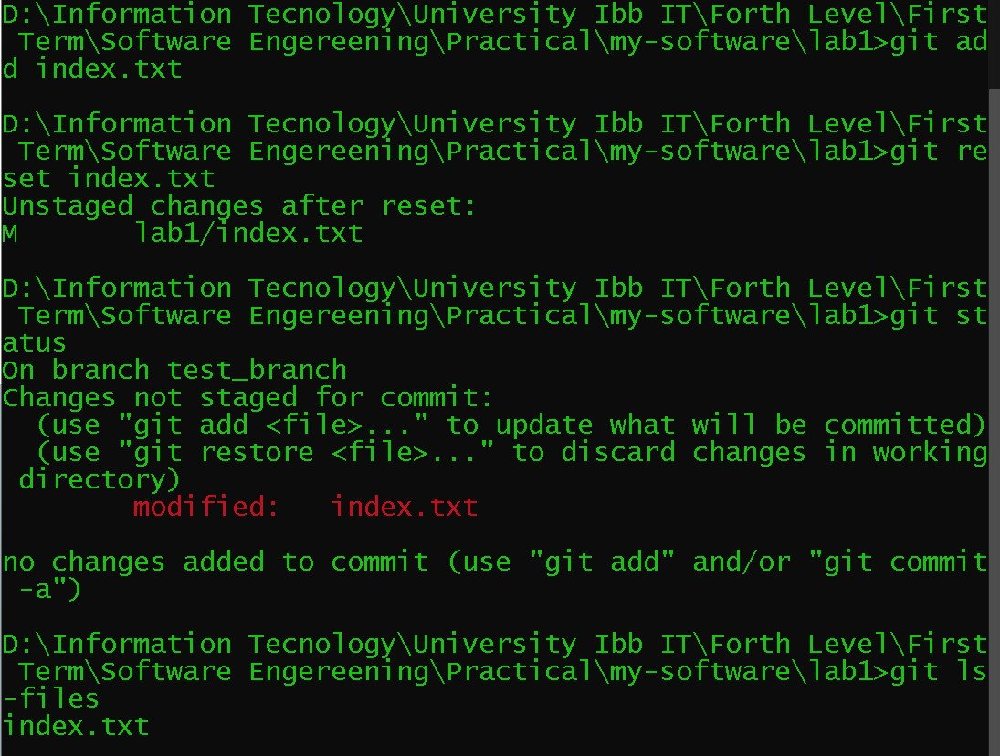 D:\Information Tecnology\University Ibb IT\Forth Level\First
 Term\Software Engereening\Practical\my-software\lab1>git ad
d index.txt
D:\Information Tecnology\University Ibb IT\Forth Level\First
 Term\Software Engereening\Practical\my-software\lab1>git re
set index.txt
Unstaged changes after reset:
M       lab1/index.txt
D:\Information Tecnology\University Ibb IT\Forth Level\First
 Term\Software Engereening\Practical\my-software\lab1>git st
atus
On branch test_branch
Changes not staged for commit:
  (use "git add <file>..." to update what will be committed)
  (use "git restore <file>..." to discard changes in working
 directory)
        modified:   index.txt
no changes added to commit (use "git add" and/or "git commit
 -a")
D:\Information Tecnology\University Ibb IT\Forth Level\First
 Term\Software Engereening\Practical\my-software\lab1>git ls
-files
index.txt